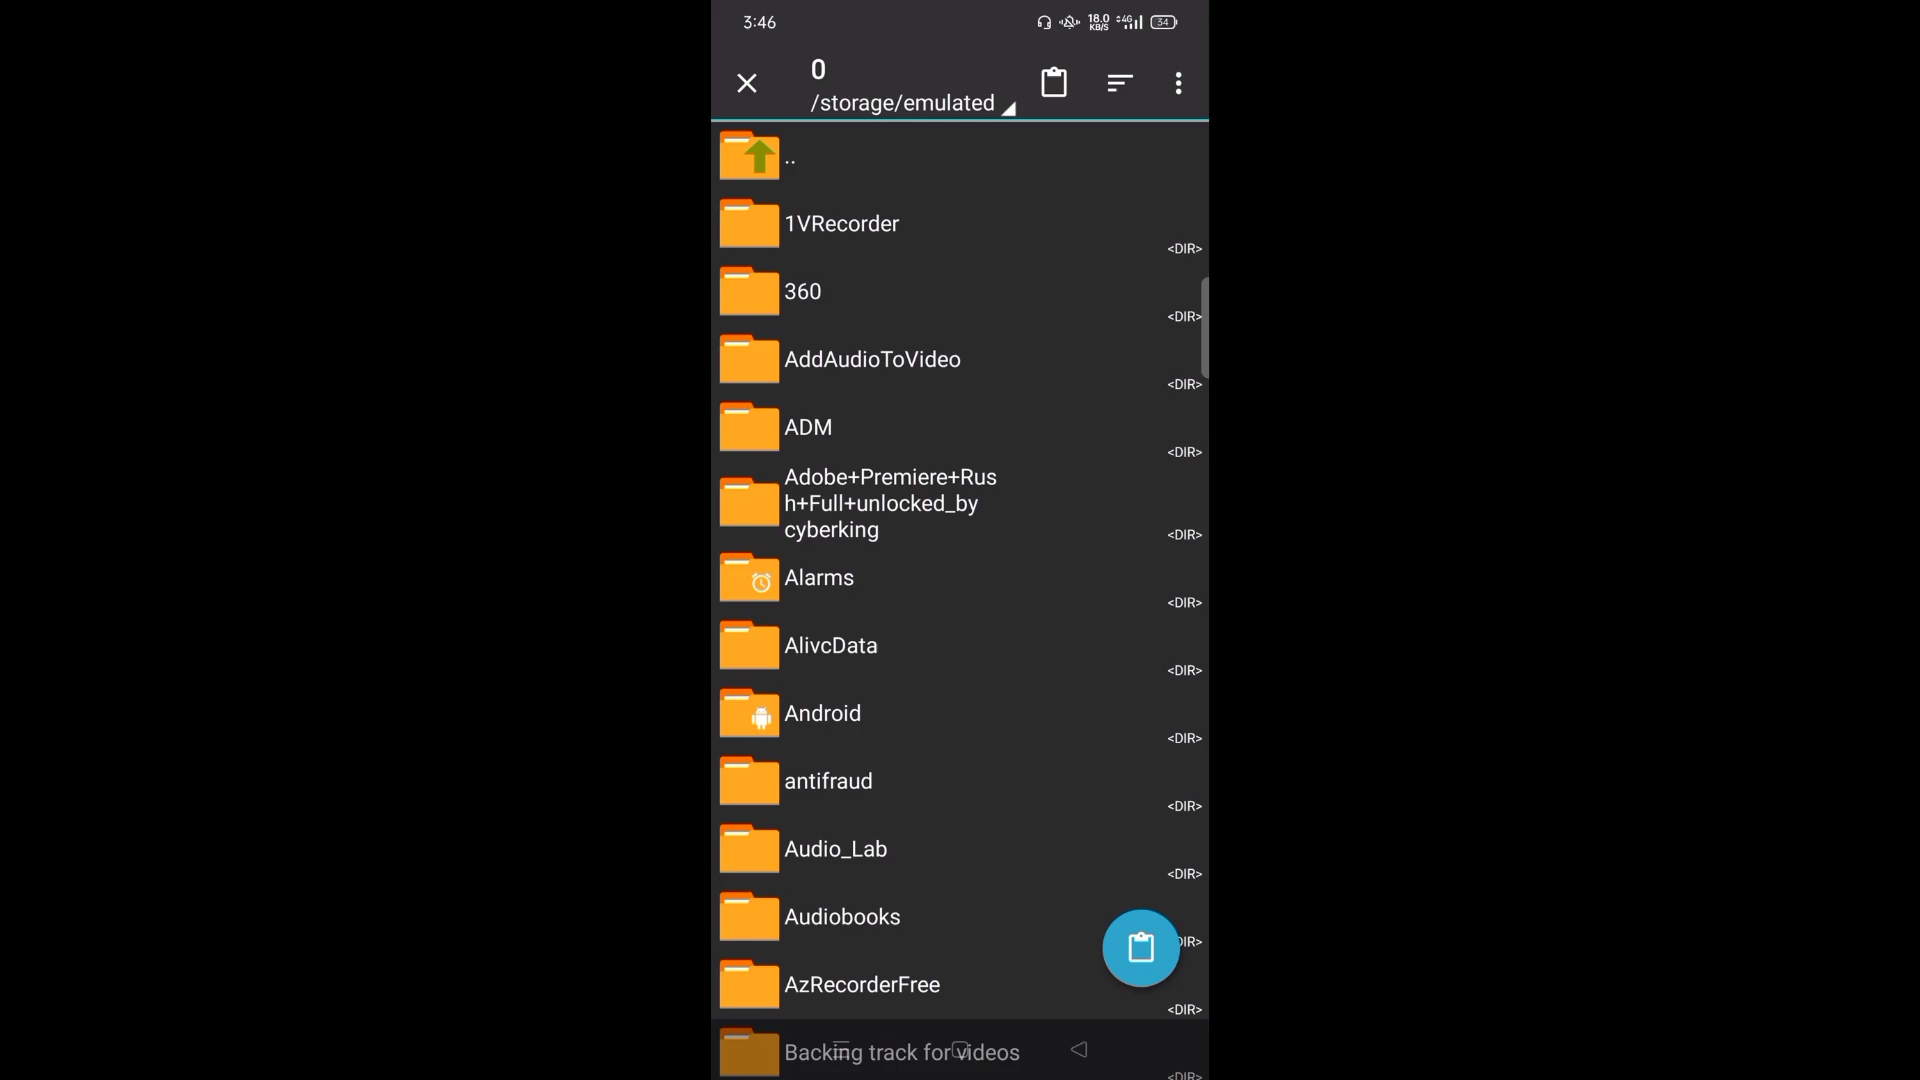 3:46
18.0
KB/S
4G
34
0
/storage/emulated
..
1VRecorder
<DIR>
360
<DIR>
AddAudioToVideo
<DIR>
ADM
<DIR>
Adobe+Premiere+Rus
h+Full+unlocked_by
cyberking
<DIR>
Alarms
<DIR>
AlivcData
<DIR>
Android
<DIR>
antifraud
<DIR>
Audio_Lab
<DIR>
Audiobooks
DIR>
AzRecorderFree
<DIR>
Backing track for videos
<DIR>